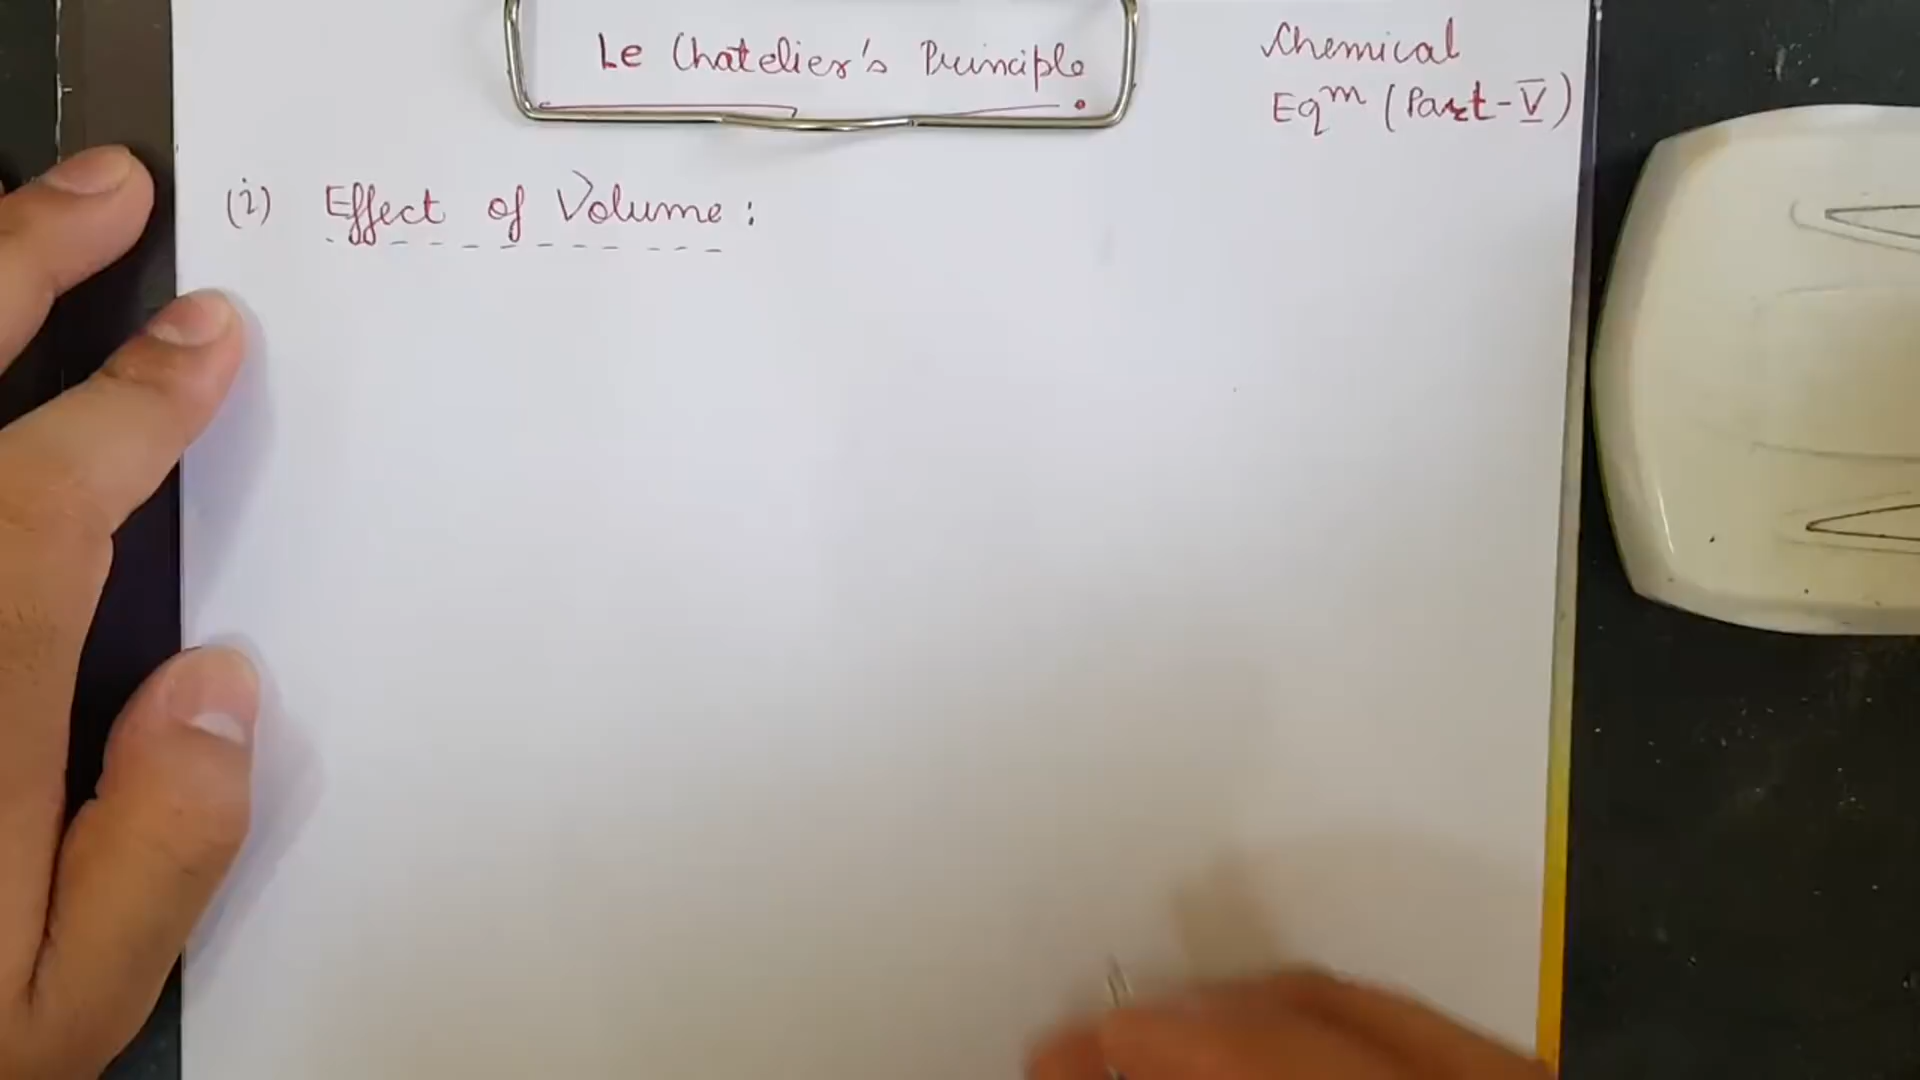 Le Chatelier's Principle
Chemical
Eqm (Part-V)
(i) Effect of Volume: